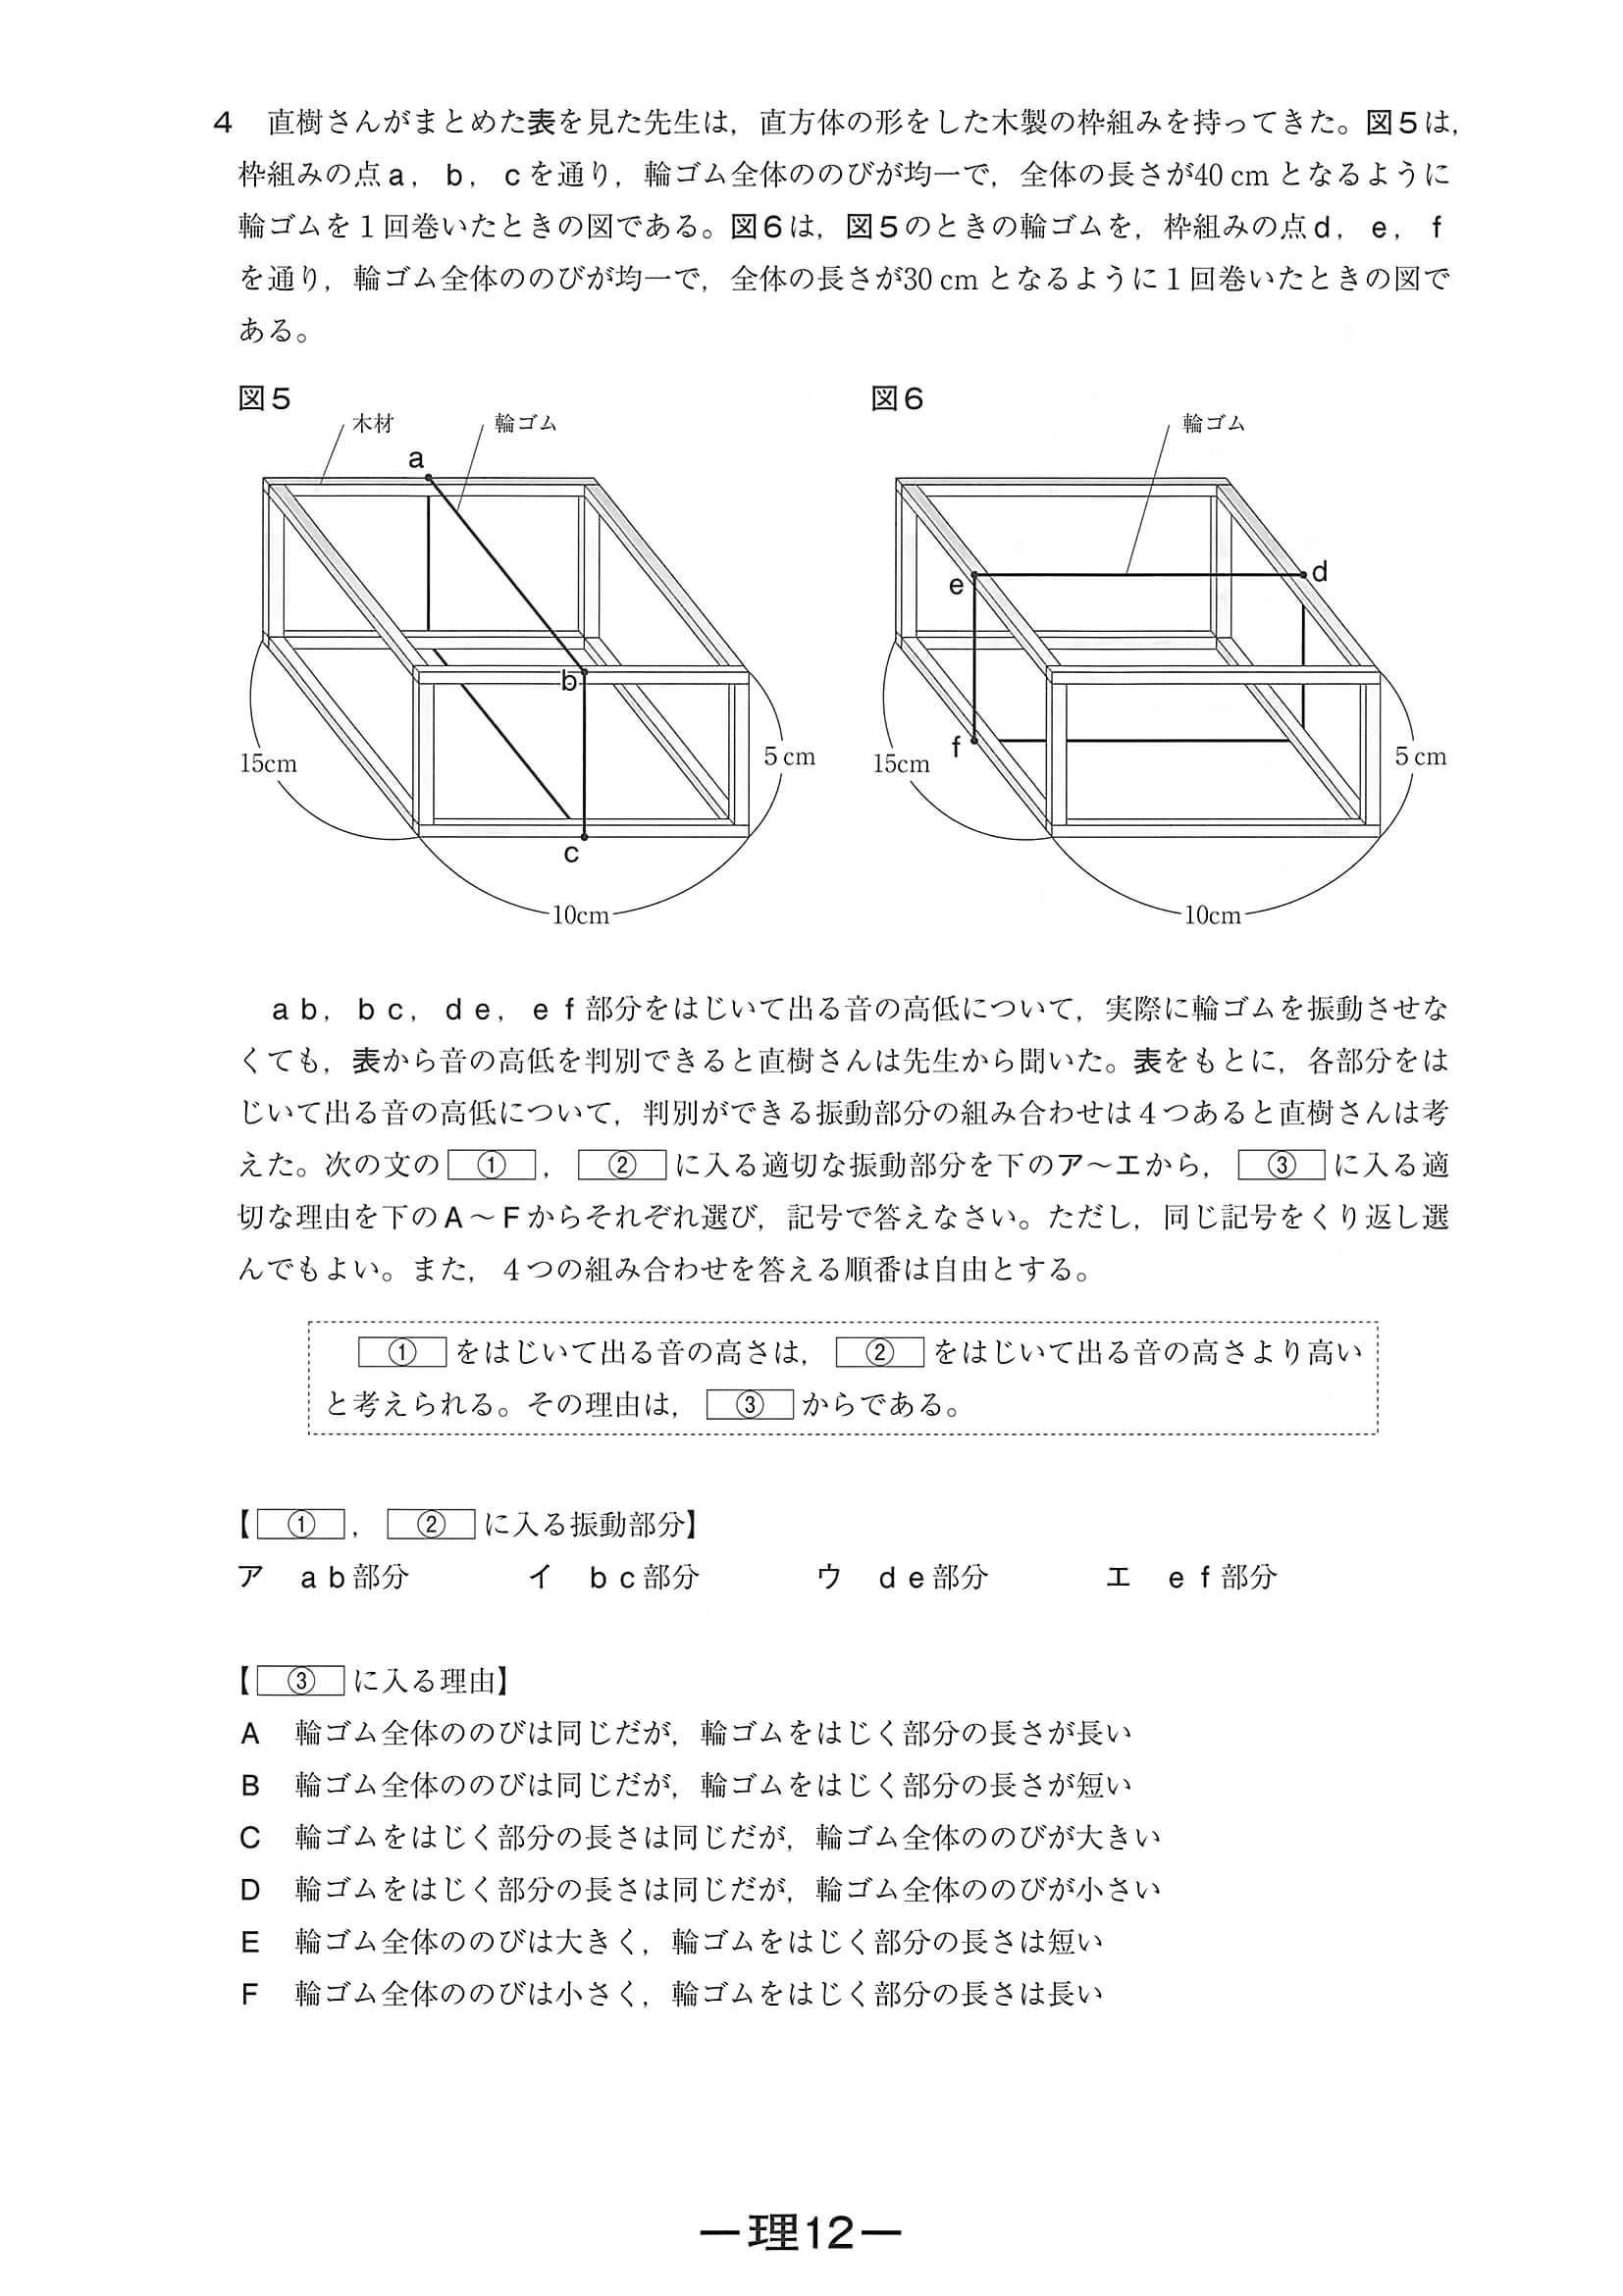 4　直樹さんがまとめた表を見た先生は，直方体の形をした木製の枠組みを持ってきた。図5は，
枠組みの点a，b，cを通り，輪ゴム全体ののびが均一で，全体の長さが40 cm となるように
輪ゴムを１回巻いたときの図である。図6は，図5のときの輪ゴムを，枠組みの点d，e，f
を通り，輪ゴム全体ののびが均一で，全体の長さが30 cm となるように１回巻いたときの図で
ある。
図5
木材
輪ゴム
a
b
c
15cm
5 cm
10cm
図6
輪ゴム
d
e
f
15cm
5 cm
10cm
ab，bc，de，ef部分をはじいて出る音の高低について，実際に輪ゴムを振動させな
くても，表から音の高低を判別できると直樹さんは先生から聞いた。表をもとに，各部分をは
じいて出る音の高低について，判別ができる振動部分の組み合わせは４つあると直樹さんは考
えた。次の文の ① ， ② に入る適切な振動部分を下のア～エから， ③ に入る適
切な理由を下のA～Fからそれぞれ選び，記号で答えなさい。ただし，同じ記号をくり返し選
んでもよい。また，４つの組み合わせを答える順番は自由とする。
① をはじいて出る音の高さは， ② をはじいて出る音の高さより高い
と考えられる。その理由は， ③ からである。
【 ① ， ② に入る振動部分】
ア　ab部分　イ　bc部分　ウ　de部分　エ　ef部分
【 ③ に入る理由】
A　輪ゴム全体ののびは同じだが，輪ゴムをはじく部分の長さが長い
B　輪ゴム全体ののびは同じだが，輪ゴムをはじく部分の長さが短い
C　輪ゴムをはじく部分の長さは同じだが，輪ゴム全体ののびが大きい
D　輪ゴムをはじく部分の長さは同じだが，輪ゴム全体ののびが小さい
E　輪ゴム全体ののびは大きく，輪ゴムをはじく部分の長さは短い
F　輪ゴム全体ののびは小さく，輪ゴムをはじく部分の長さは長い
―理12―